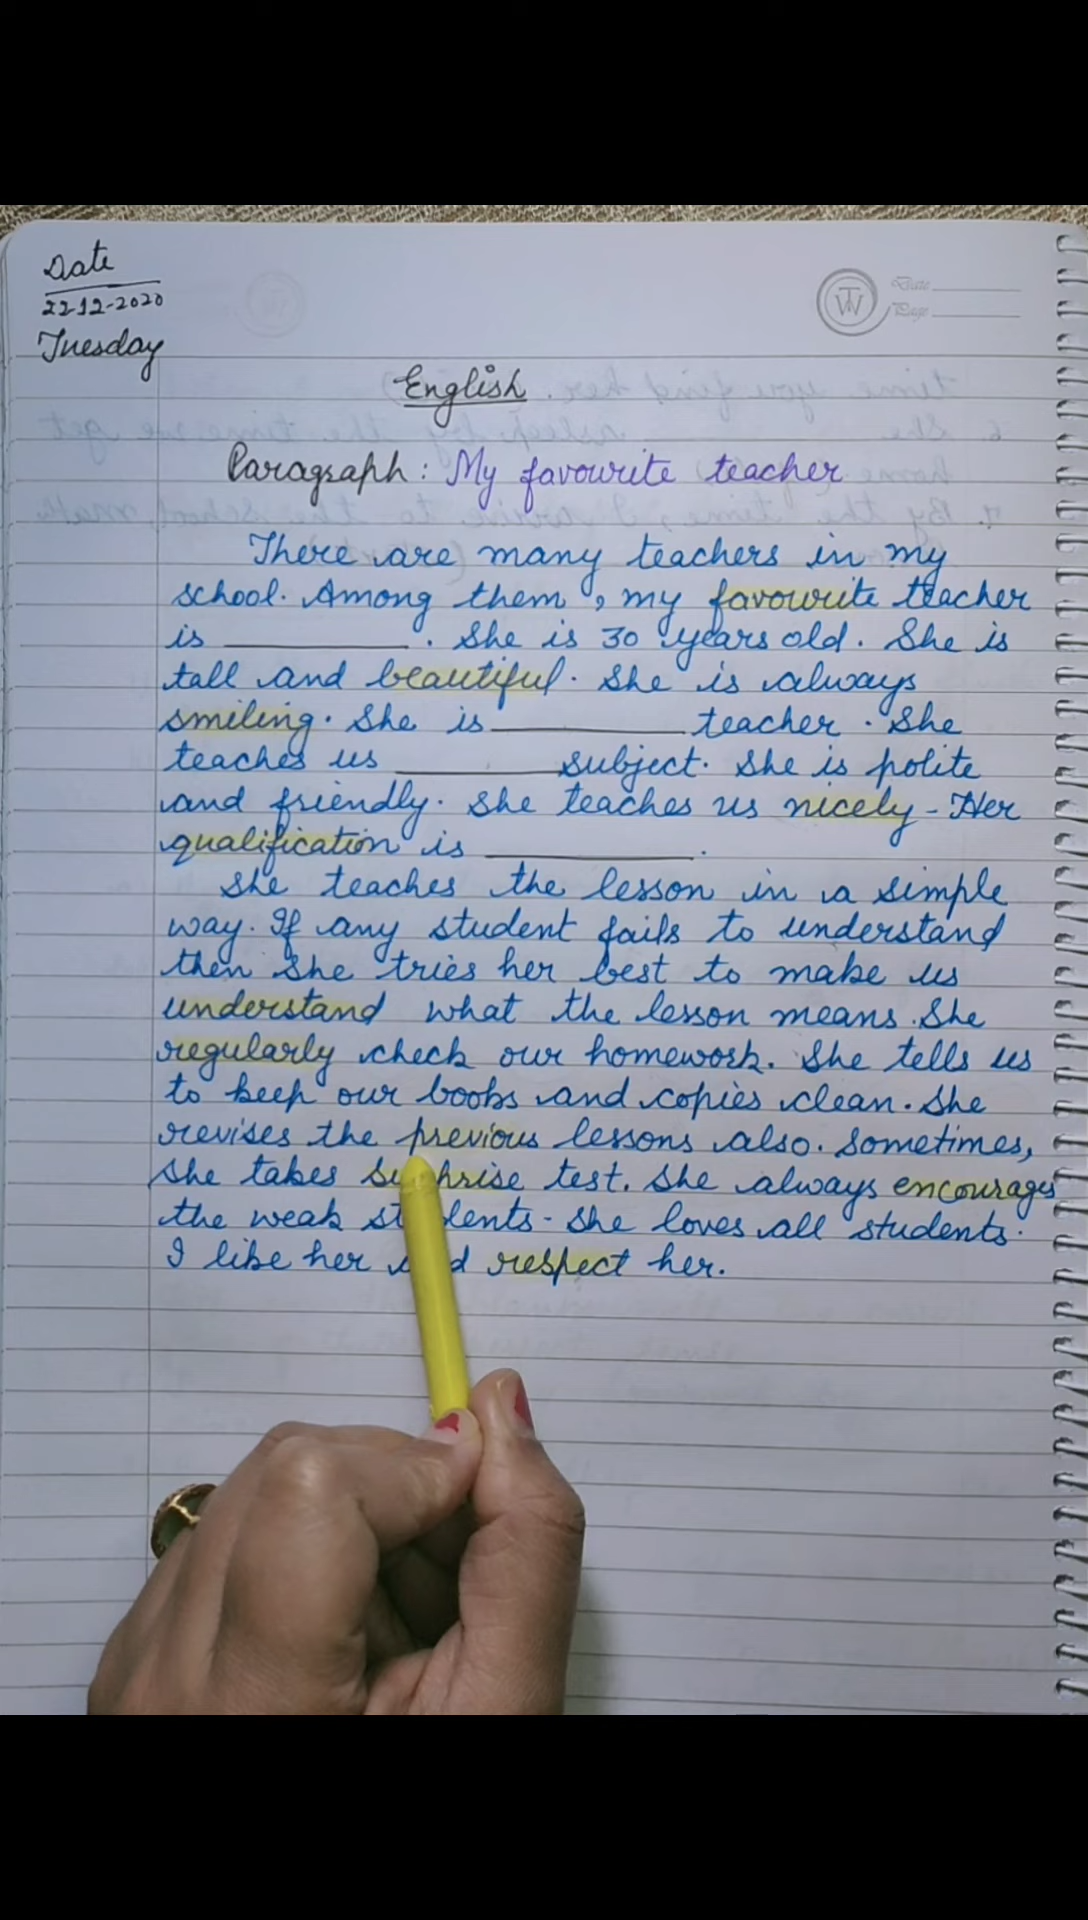 Date
22-12-2020
Tuesday
Date
Page
English
Paragraph: My favourite teacher
There are many teachers in my
school. Among them, my favourite teacher
is ________. She is 30 years old. She is
tall and beautiful. She is always
smiling. She is ________ teacher. She
teaches us ________ subject. She is polite
and friendly. She teaches us nicely. Her
qualification is ________.
She teaches the lesson in a simple
way. If any student fails to understand
then she tries her best to make us
understand what the lesson means. She
regularly check our homework. She tells us
to keep our books and copies clean. She
revises the previous lessons also. Sometimes,
she takes surprise test. She always encourages
the weak students. She loves all students.
I like her and respect her.